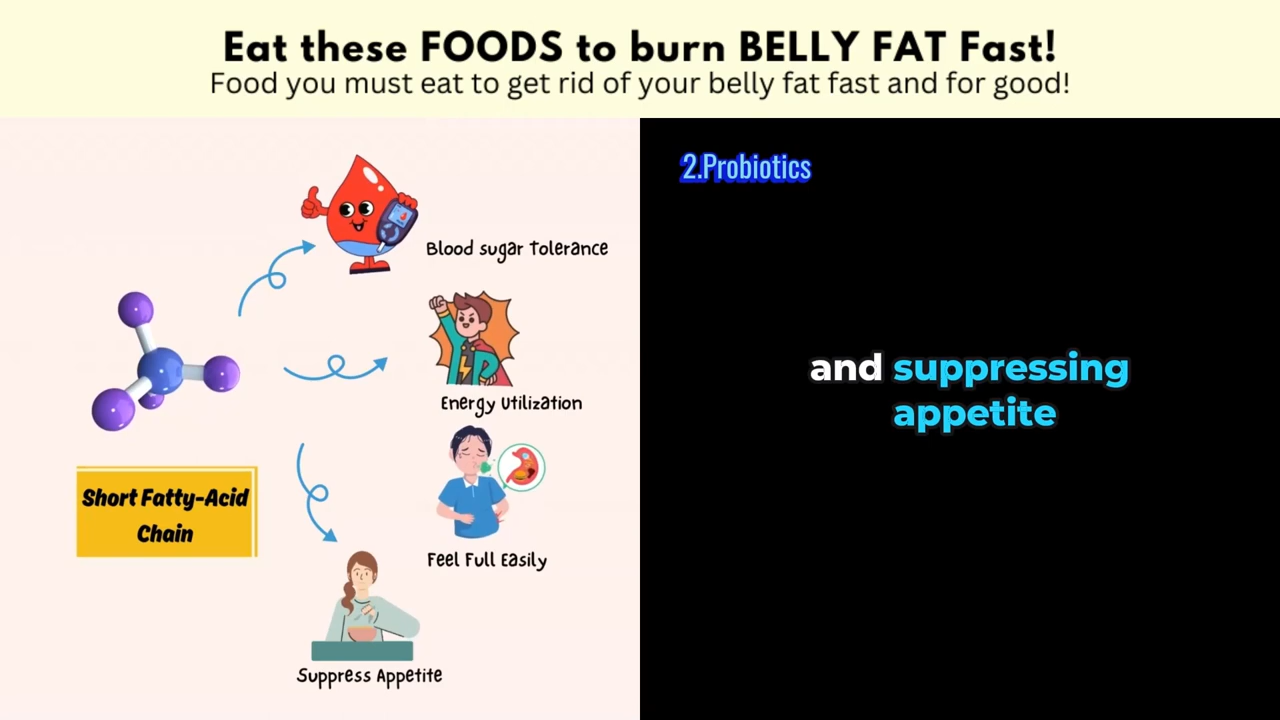 Eat these FOODS to burn BELLY FAT Fast!
Food you must eat to get rid of your belly fat fast and for good!
Blood sugar Tolerance
Energy Utilization
Short Fatty-Acid
Chain
Feel Full Easily
Suppress Appetite
2.Probiotics
and suppressing
appetite